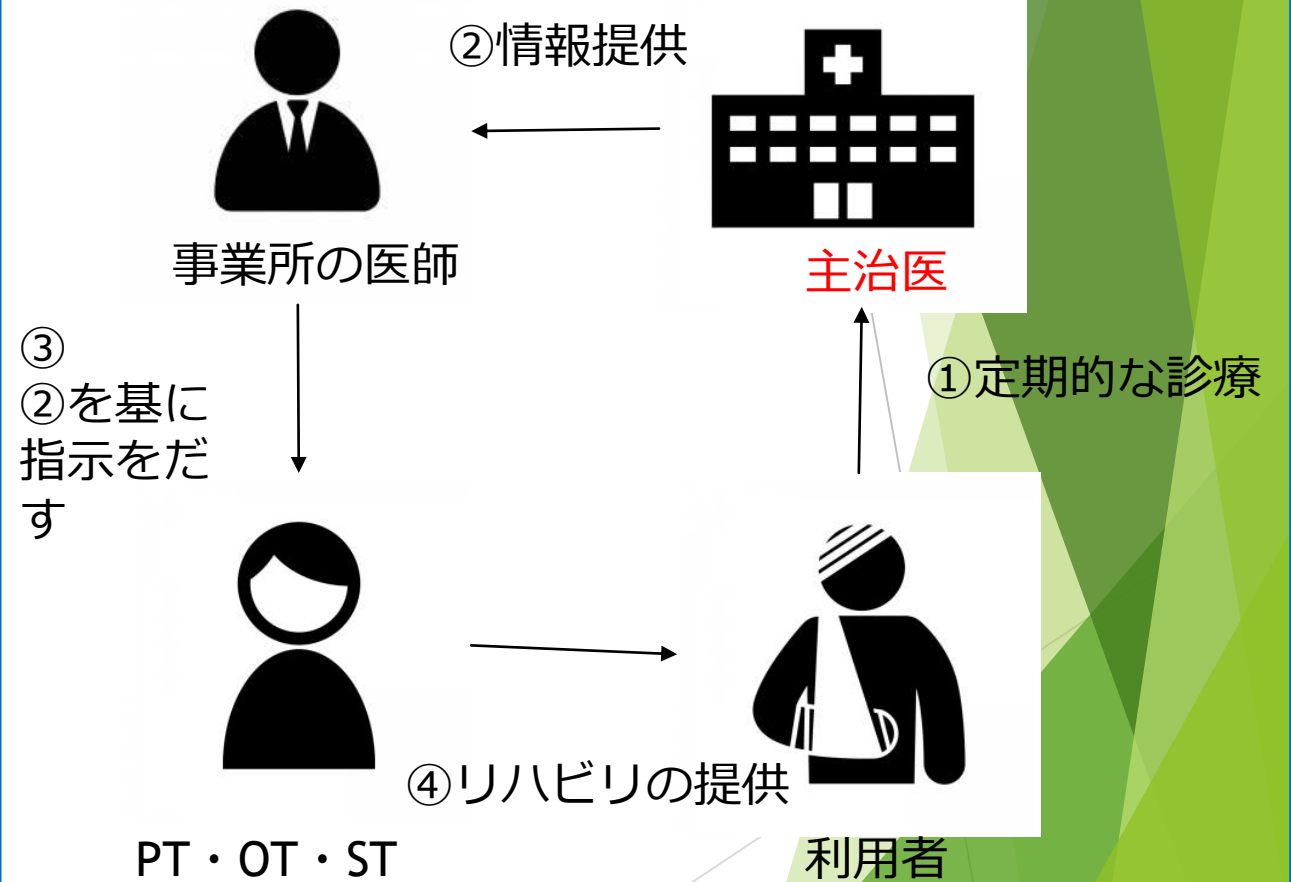 ②情報提供
事業所の医師
主治医
③
②を基に
指示をだ
す
①定期的な診療
④リハビリの提供
PT・OT・ST
利用者